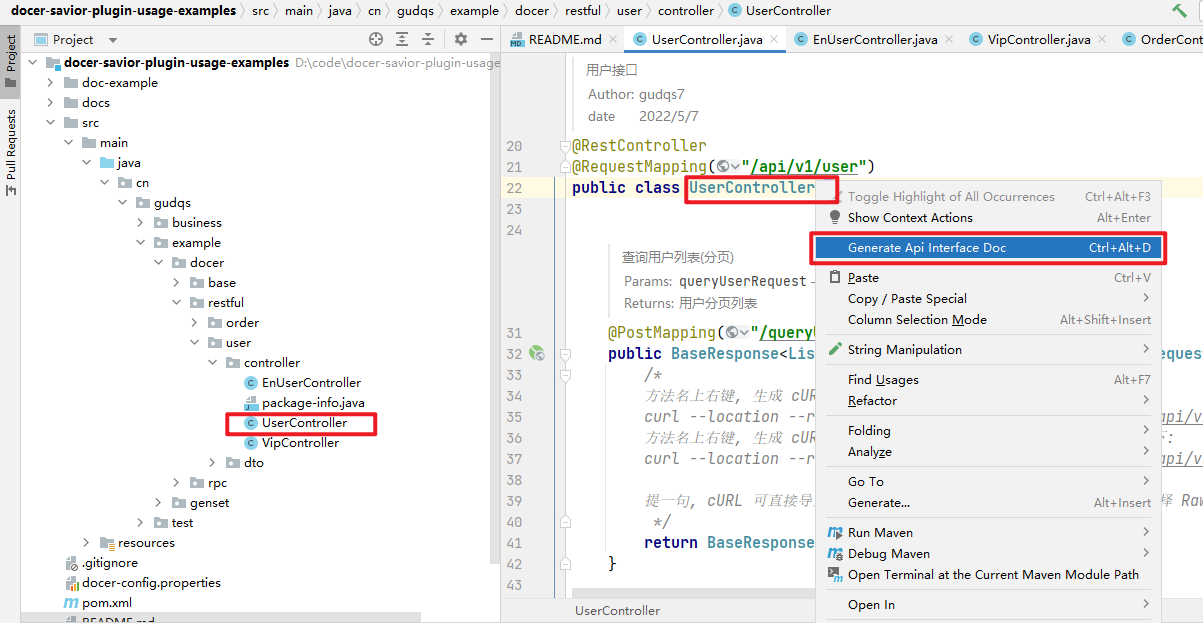 docer-savior-plugin-usage-examples src main java cn gudqs example docer restful user controller UserController
Project
Pull Requests
Project
docer-savior-plugin-usage-examples D:\code\docer-savior-plugin-usage
doc-example
docs
src
main
java
cn
gudqs
business
example
docer
base
restful
order
user
controller
EnUserController
package-info.java
UserController
VipController
dto
rpc
genset
test
resources
.gitignore
docer-config.properties
pom.xml
README.md
README.md UserController.java EnUserController.java VipController.java OrderCont
用户接口
Author: gudqs7
date 2022/5/7
20 @RestController
21 @RequestMapping("/api/v1/user")
22 public class UserController
23
24
查询用户列表(分页)
Params: queryUserRequest –
Returns: 用户分页列表
31 @PostMapping("/query
32 public BaseResponse<Lis equest
33 /*
34 方法名上右键, 生成 cUR
35 curl --location --r api/v1
36 方法名上右键, 生成 cUR :
37 curl --location --r api/v1
38
39 提一句, cURL 可直接导 择 Raw
40 */
41 return BaseResponse
42 }
43
UserController
Toggle Highlight of All Occurrences Ctrl+Alt+F3
Show Context Actions Alt+Enter
Generate Api Interface Doc Ctrl+Alt+D
Paste Ctrl+V
Copy / Paste Special
Column Selection Mode Alt+Shift+Insert
String Manipulation
Find Usages Alt+F7
Refactor
Folding
Analyze
Go To
Generate... Alt+Insert
Run Maven
Debug Maven
Open Terminal at the Current Maven Module Path
Open In